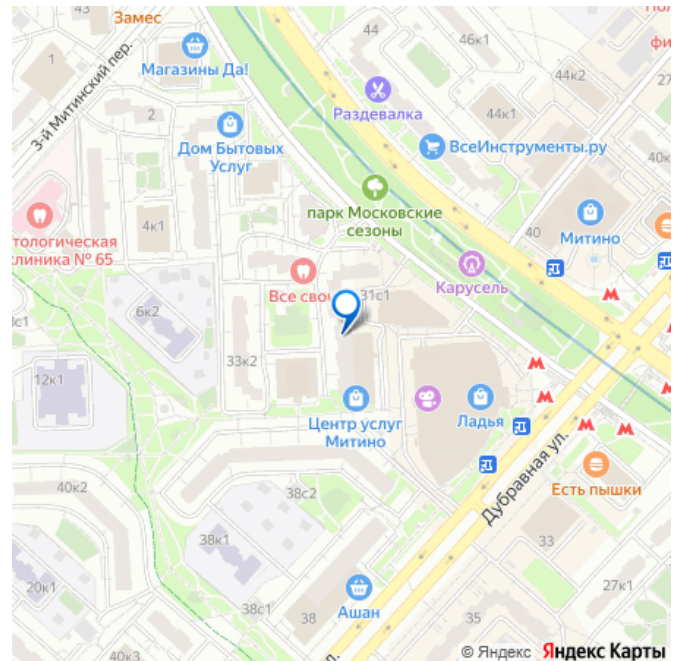 Замес
44
46к1
фи
Магазины Да!
1
3-й Митинский пер.
44к2
27
2
Раздевалка
44к1
Дом Бытовых
Услуг
ВсеИнструменты.ру
40к
парк Московские
сезоны
4к1
40
Митино
тологическая
клиника № 65
Карусель
Все сво
31с1
6к2
33к2
12к1
Центр услуг
Митино
Ладья
Дубравная ул.
Есть пышки
40к2
38с2
33
38к1
20к1
27к1
38с1
38
Ашан
35
40к3
© Яндекс Яндекс Карты